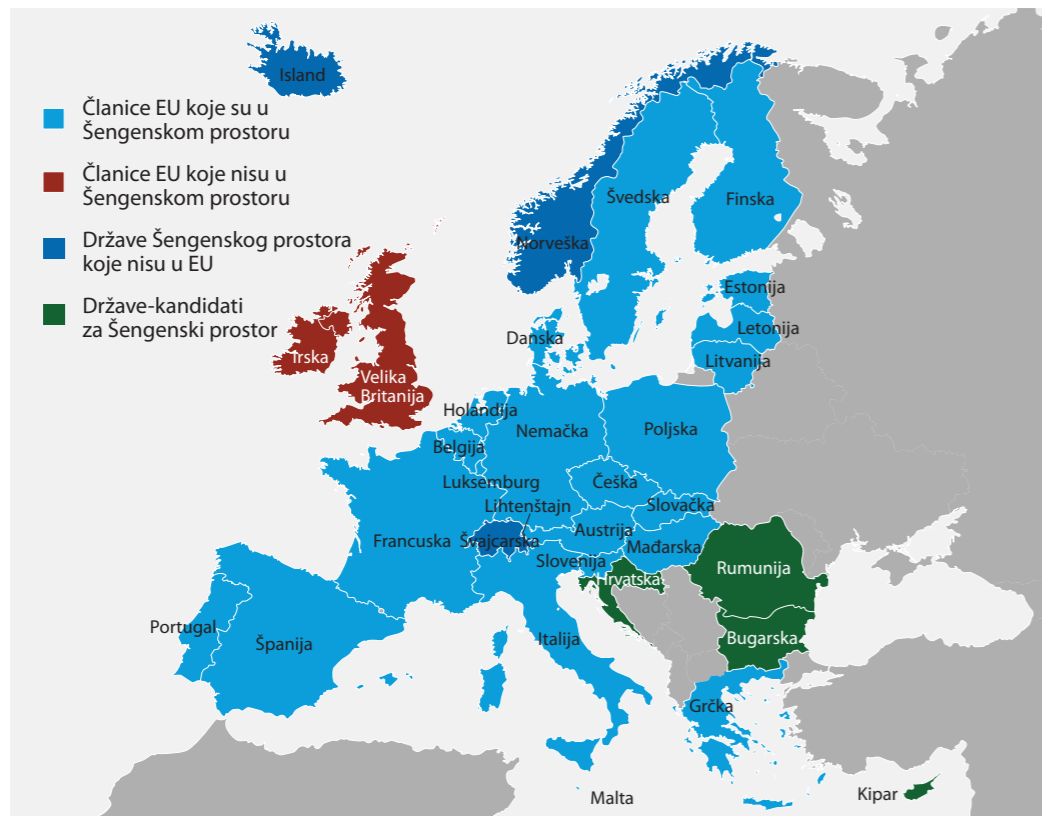 Island
Članice EU koje su u
Šengenskom prostoru
Članice EU koje nisu u
Šengenskom prostoru
Države Šengenskog prostora
koje nisu u EU
Države-kandidati
za Šengenski prostor
Švedska
Finska
Norveška
Estonija
Letonija
Litvanija
Danska
Irska
Velika
Britanija
Holandija
Nemačka
Poljska
Belgija
Luksemburg
Češka
Slovačka
Lihtenštajn
Austrija
Francuska
Švajcarska
Mađarska
Slovenija
Hrvatska
Rumunija
Portugal
Španija
Italija
Bugarska
Grčka
Malta
Kipar